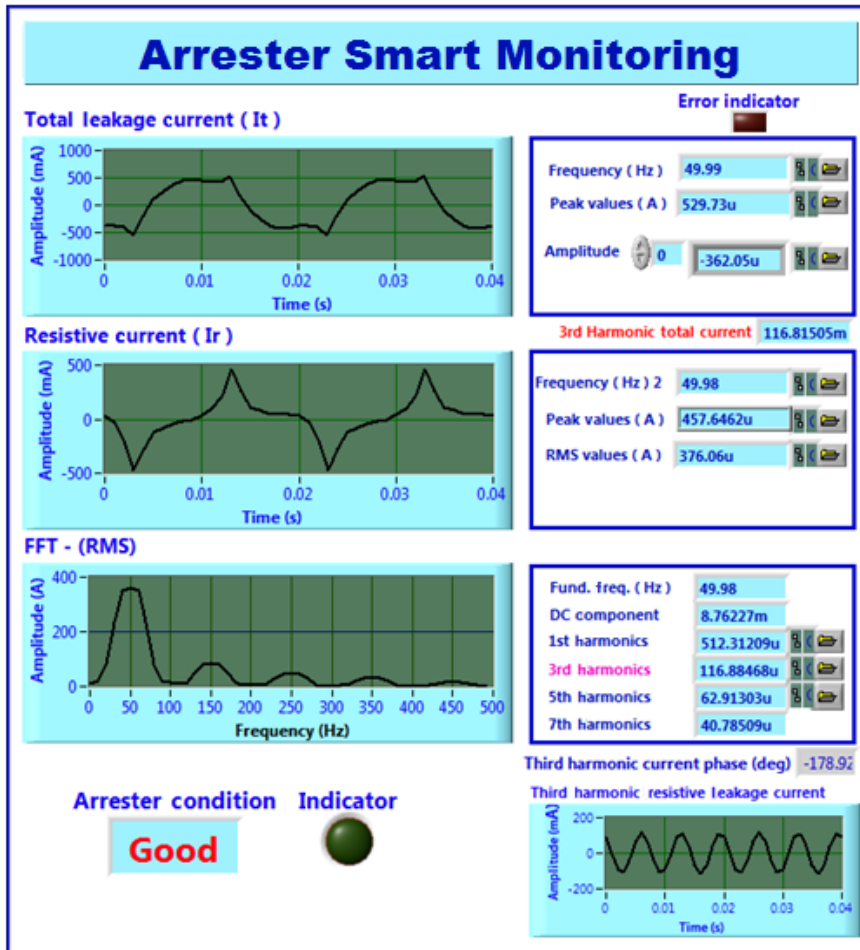 Arrester Smart Monitoring
Error indicator
Total leakage current ( It )
Amplitude (mA)
1000
500
0
-500
-1000
0 0.01 0.02 0.03 0.04
Time (s)
Frequency ( Hz ) 49.99
Peak values ( A ) 529.73u
Amplitude 0 -362.05u
3rd Harmonic total current 116.81505m
Resistive current ( Ir )
Amplitude (mA)
500
0
-500
0 0.01 0.02 0.03 0.04
Time (s)
Frequency ( Hz ) 2 49.98
Peak values ( A ) 457.6462u
RMS values ( A ) 376.06u
FFT - (RMS)
Amplitude (A)
400
200
0
0 50 100 150 200 250 300 350 400 450 500
Frequency (Hz)
Fund. freq. ( Hz ) 49.98
DC component 8.76227m
1st harmonics 512.31209u
3rd harmonics 116.88468u
5th harmonics 62.91303u
7th harmonics 40.78509u
Third harmonic current phase (deg) -178.92
Arrester condition Indicator
Good
Third harmonic resistive leakage current
Amplitude (mA)
200
0
-200
0 0.01 0.02 0.03 0.04
Time (s)